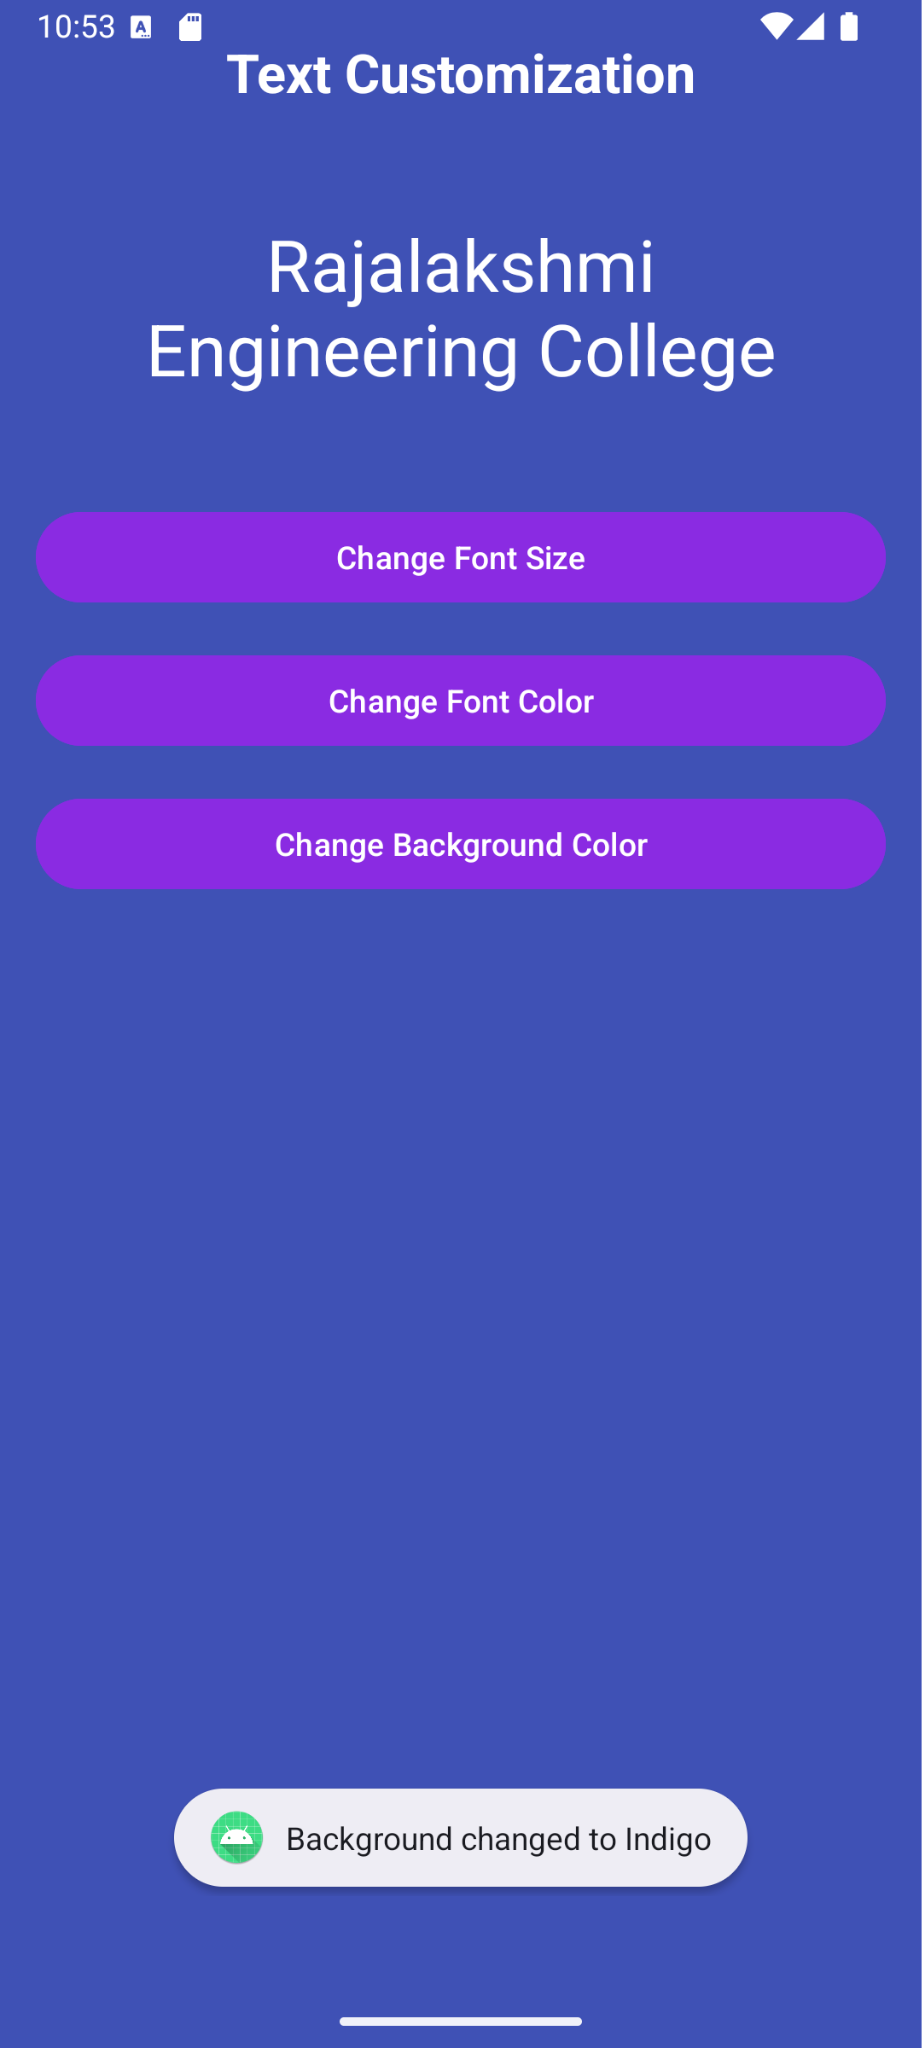 10:53
Text Customization
Rajalakshmi
Engineering College
Change Font Size
Change Font Color
Change Background Color
Background changed to Indigo